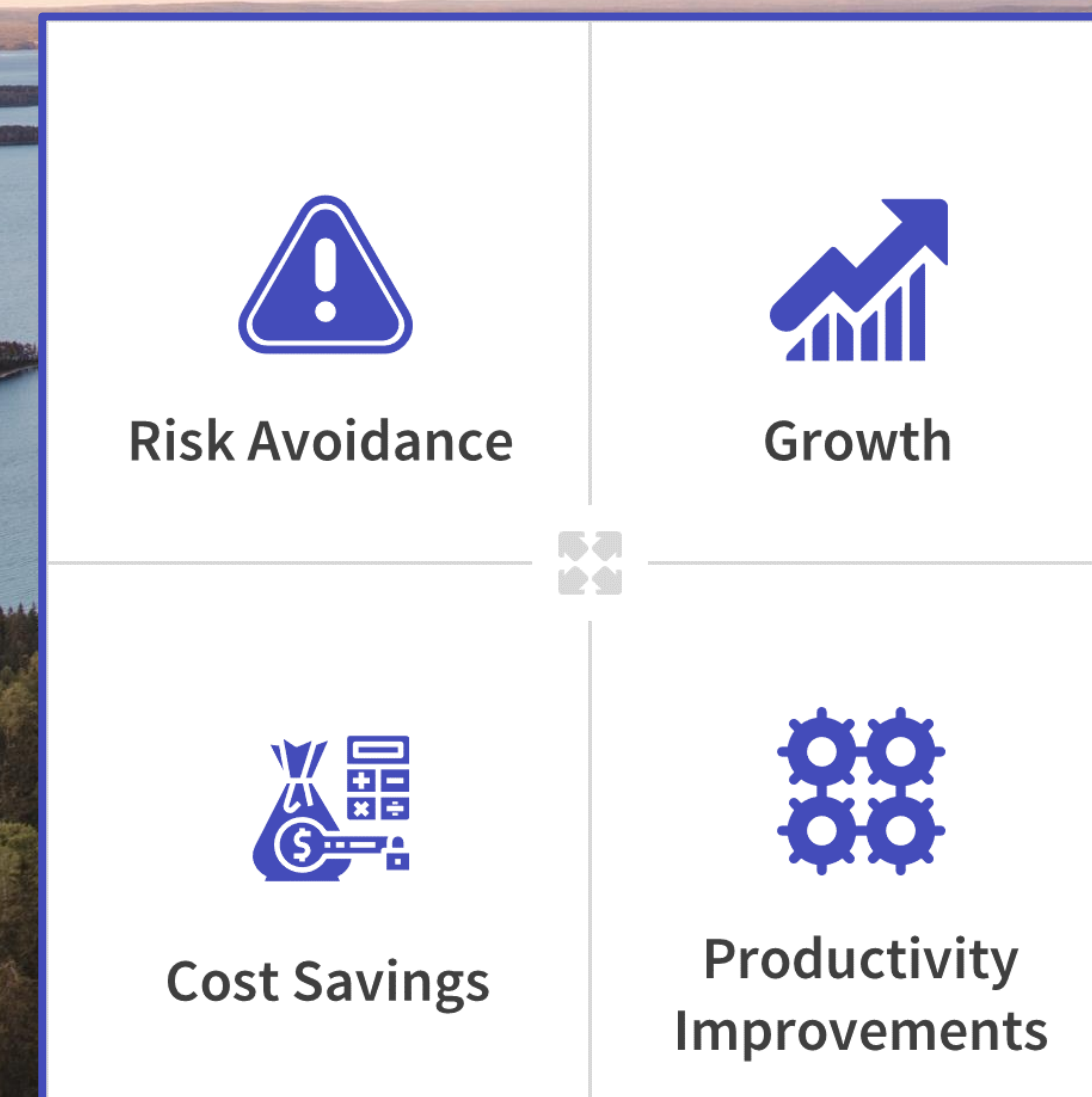 Risk Avoidance
Growth
$
Cost Savings
Productivity
Improvements